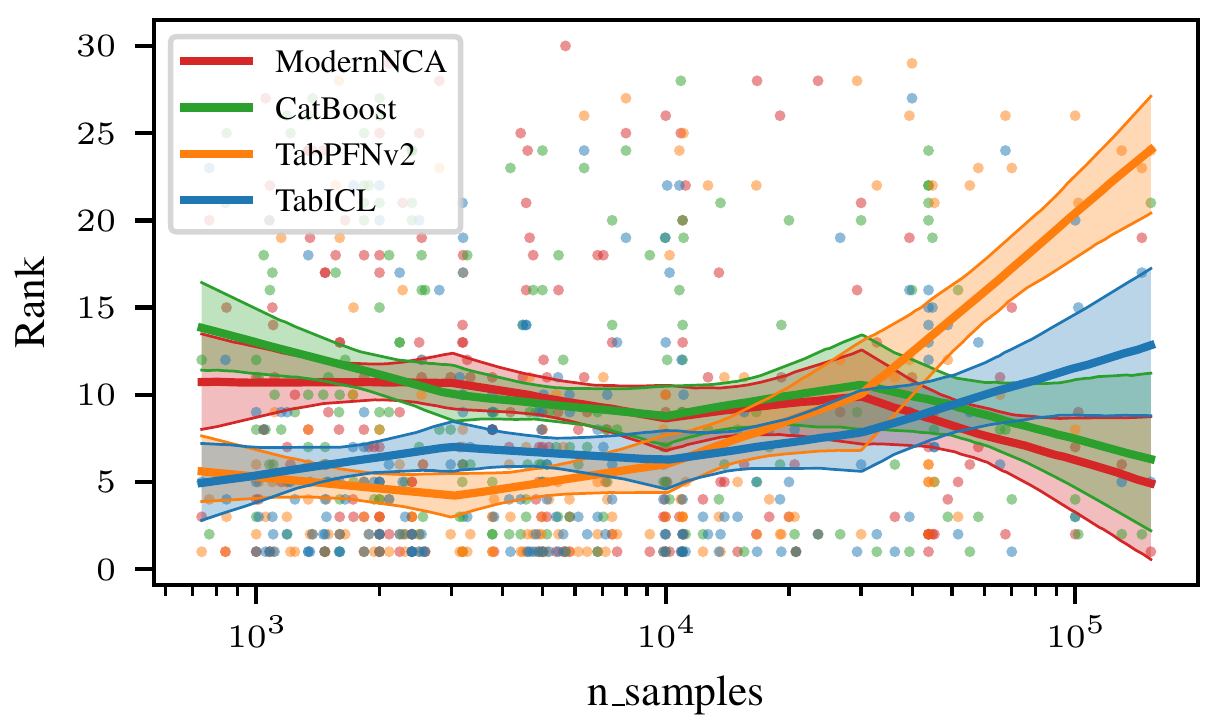 30
25
20
15
10
5
0
Rank
ModernNCA
CatBoost
TabPFNv2
TabICL
10³ 10⁴ 10⁵
n_samples